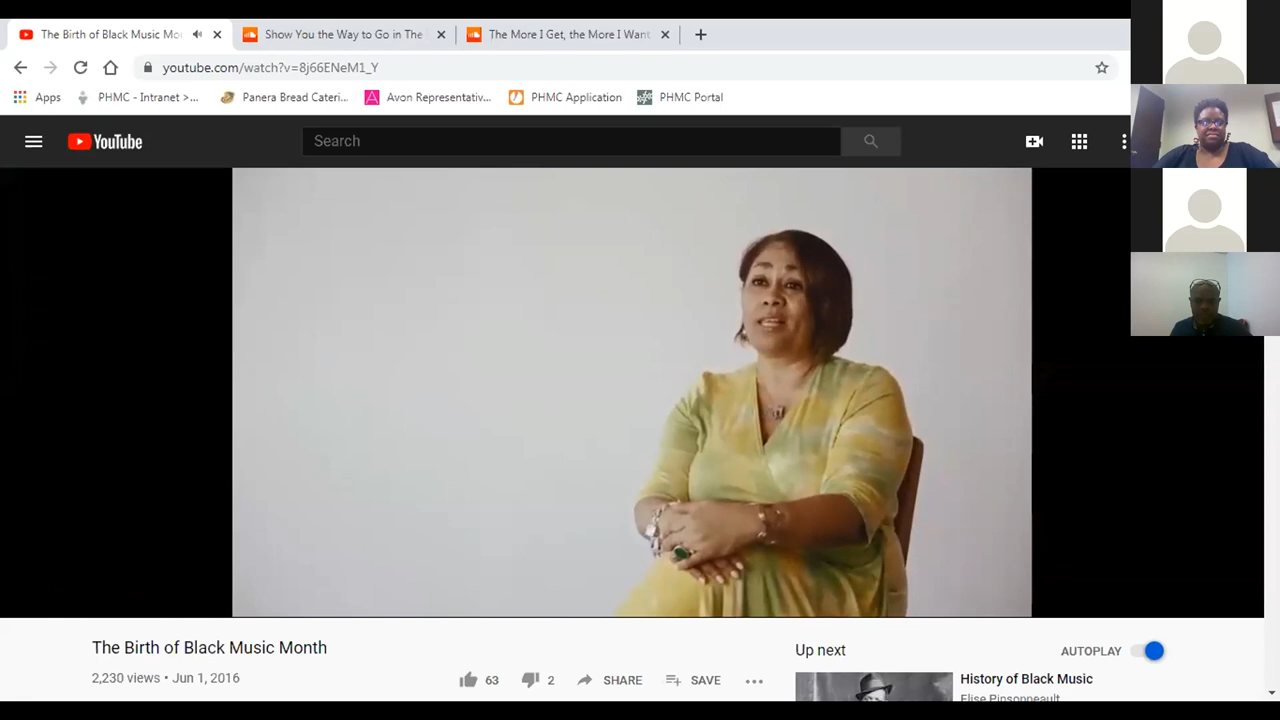 The Birth of Black Music Mo
Show You the Way to Go in The
The More I Get, the More I Want
youtube.com/watch?v=8j66ENeM1_Y
Apps
PHMC - Intranet >...
Panera Bread Cateri...
Avon Representativ...
PHMC Application
PHMC Portal
YouTube
Search
The Birth of Black Music Month
2,230 views • Jun 1, 2016
63
2
SHARE
SAVE
Up next
AUTOPLAY
History of Black Music
Elise Pinsonneault